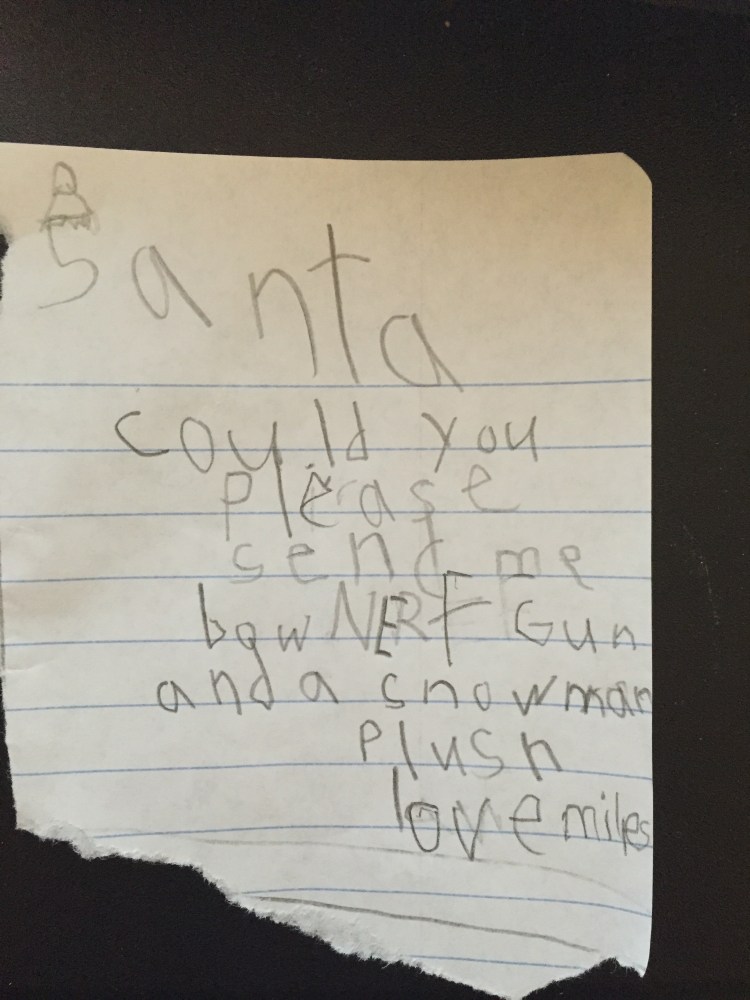 Santa
could you
please
send me
bow NERF Gun
and a snowman
plush
love miles